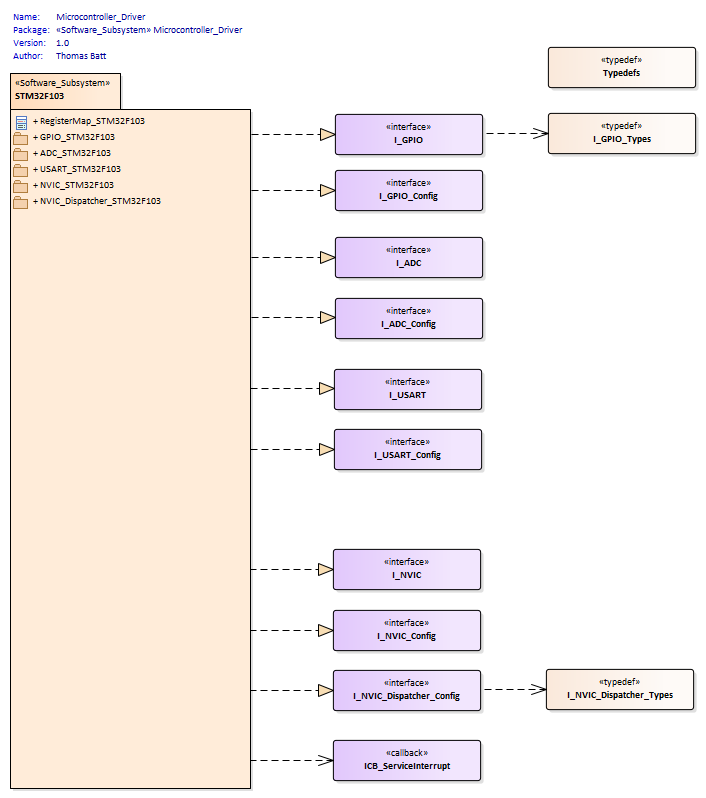 Name: Microcontroller_Driver
Package: «Software_Subsystem» Microcontroller_Driver
Version: 1.0
Author: Thomas Batt
«Software_Subsystem»
STM32F103
+ RegisterMap_STM32F103
+ GPIO_STM32F103
+ ADC_STM32F103
+ USART_STM32F103
+ NVIC_STM32F103
+ NVIC_Dispatcher_STM32F103
«typedef»
Typedefs
«interface»
I_GPIO
«typedef»
I_GPIO_Types
«interface»
I_GPIO_Config
«interface»
I_ADC
«interface»
I_ADC_Config
«interface»
I_USART
«interface»
I_USART_Config
«interface»
I_NVIC
«interface»
I_NVIC_Config
«interface»
I_NVIC_Dispatcher_Config
«typedef»
I_NVIC_Dispatcher_Types
«callback»
ICB_ServiceInterrupt